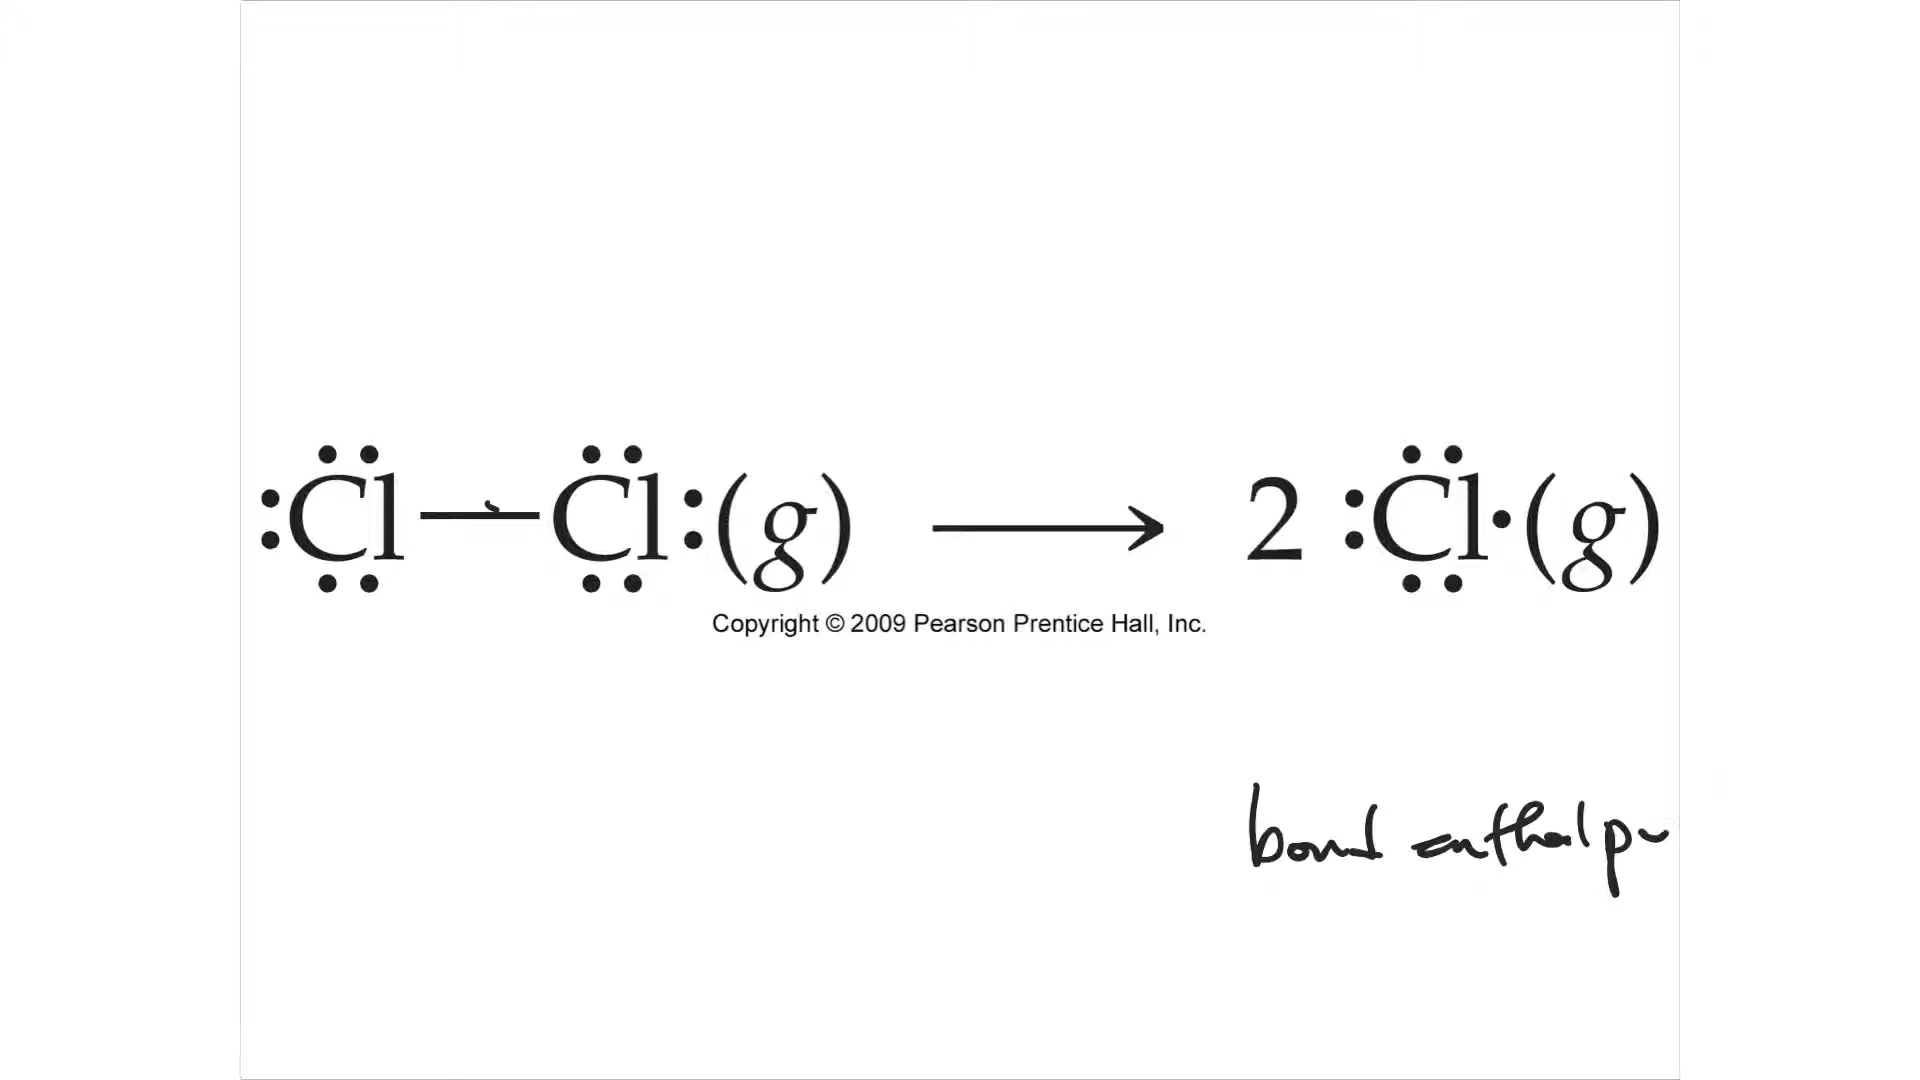 :Cl—Cl:(g) ⟶ 2 :Cl·(g)
Copyright © 2009 Pearson Prentice Hall, Inc.
bond enthalpy